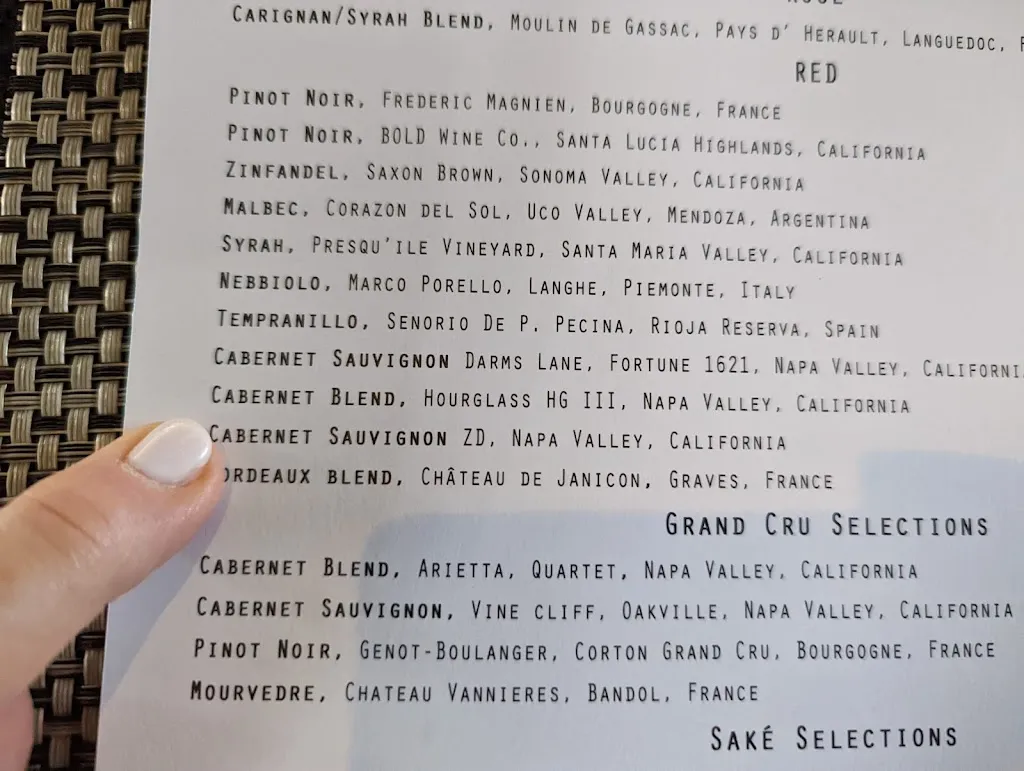 Carignan/Syrah Blend, Moulin de Gassac, Pays d' Herault, Languedoc,
RED
Pinot Noir, Frederic Magnien, Bourgogne, France
Pinot Noir, BOLD Wine Co., Santa Lucia Highlands, California
Zinfandel, Saxon Brown, Sonoma Valley, California
Malbec, Corazon del Sol, Uco Valley, Mendoza, Argentina
Syrah, Presqu'ile Vineyard, Santa Maria Valley, California
Nebbiolo, Marco Porello, Langhe, Piemonte, Italy
Tempranillo, Senorio De P. Pecina, Rioja Reserva, Spain
Cabernet Sauvignon Darms Lane, Fortune 1621, Napa Valley, Californi
Cabernet Blend, Hourglass HG III, Napa Valley, California
Cabernet Sauvignon ZD, Napa Valley, California
ordeaux blend, Château de Janicon, Graves, France
Grand Cru Selections
Cabernet Blend, Arietta, Quartet, Napa Valley, California
Cabernet Sauvignon, Vine cliff, Oakville, Napa Valley, California
Pinot Noir, Genot-Boulanger, Corton Grand Cru, Bourgogne, France
Mourvedre, Chateau Vannieres, Bandol, France
Saké Selections